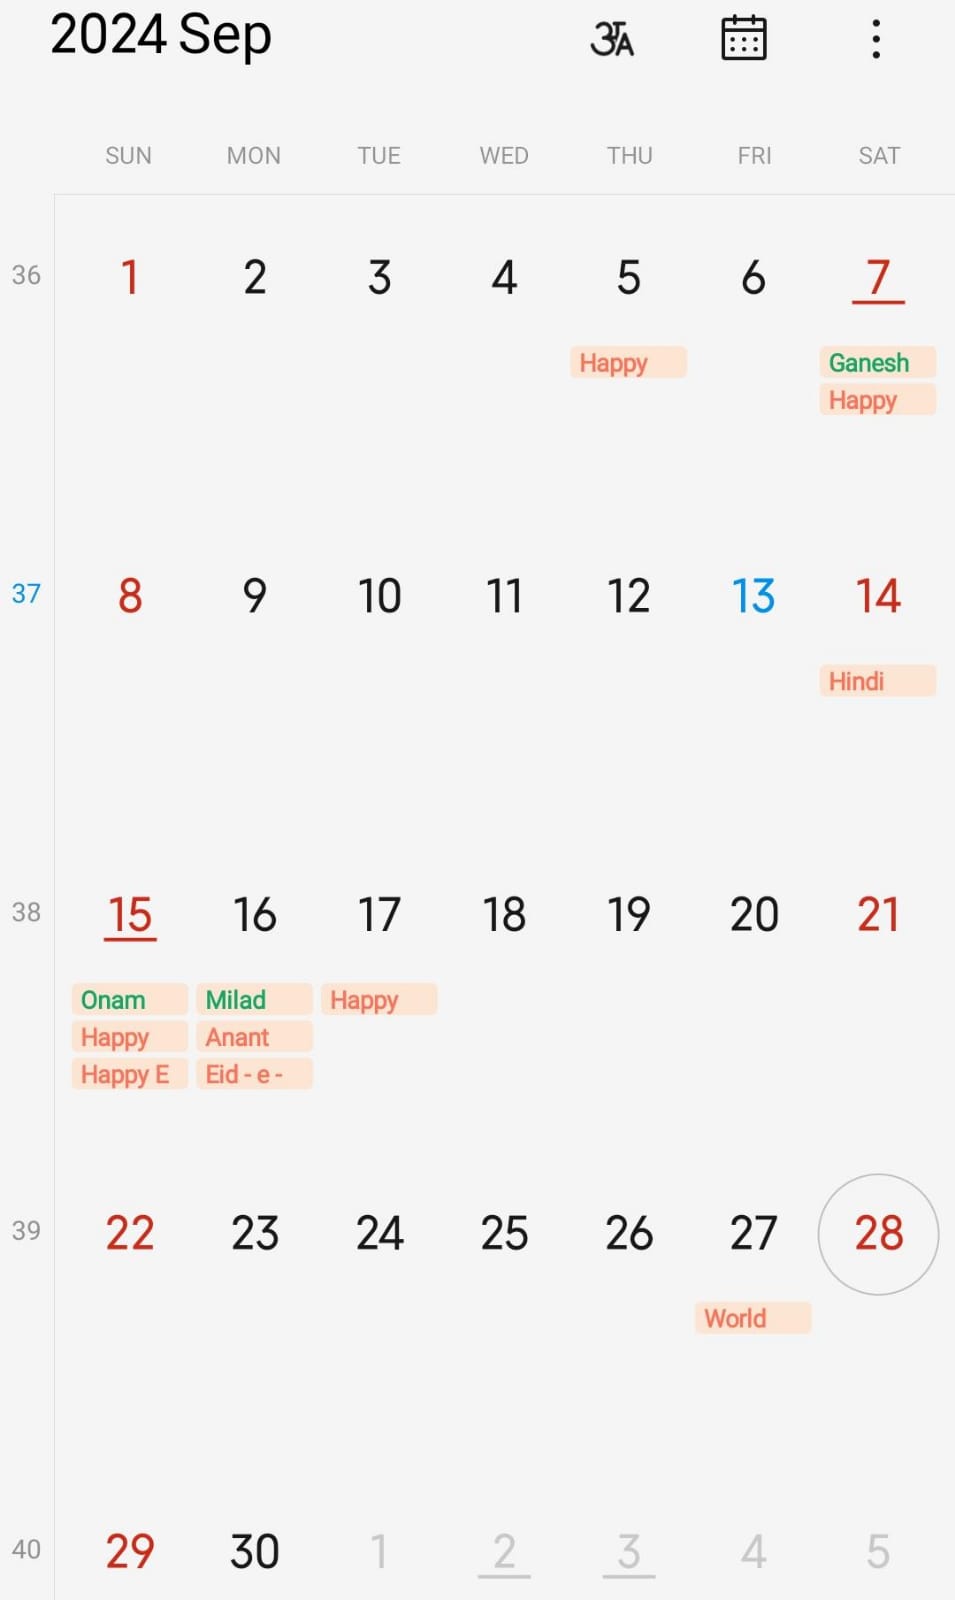 2024 Sep
अA
SUN MON TUE WED THU FRI SAT
36 1 2 3 4 5 6 7
Happy Ganesh
Happy
37 8 9 10 11 12 13 14
Hindi
38 15 16 17 18 19 20 21
Onam Milad Happy
Happy Anant
Happy E Eid - e -
39 22 23 24 25 26 27 28
World
40 29 30 1 2 3 4 5